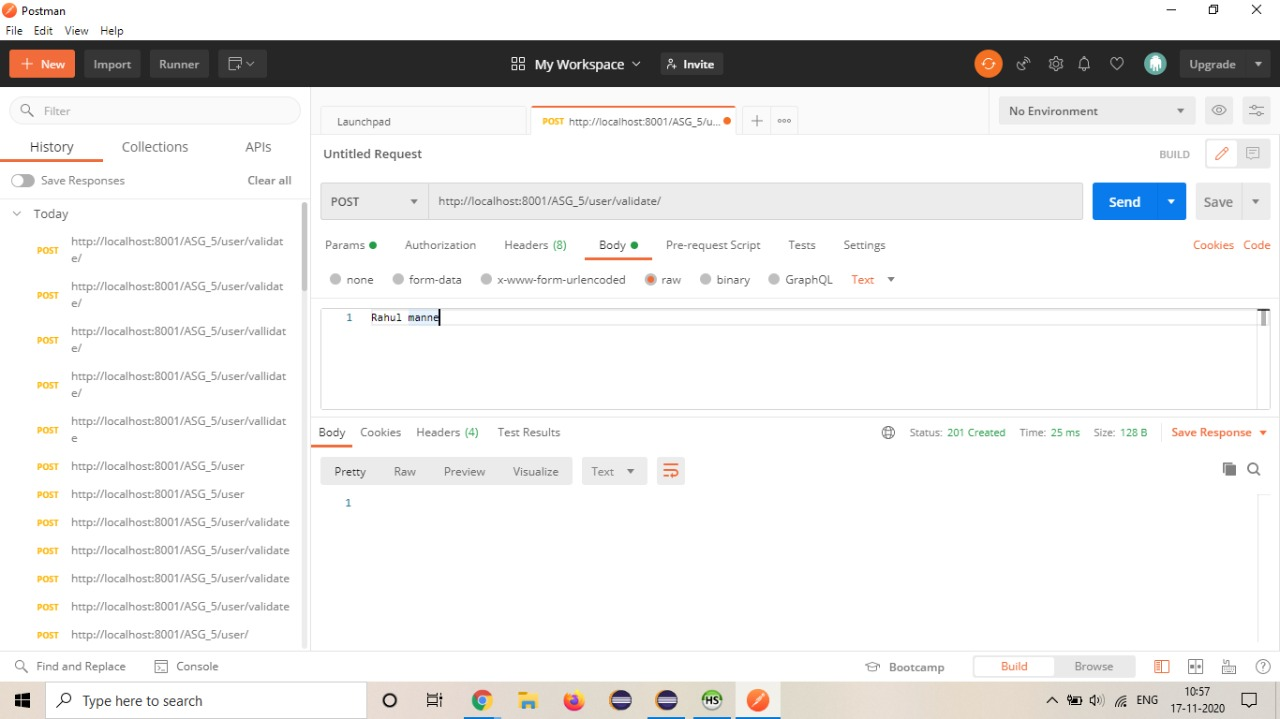 Postman
File Edit View Help
New Import Runner My Workspace Invite Upgrade
Filter
Launchpad POST http://localhost:8001/ASG_5/u... No Environment
History Collections APIs
Untitled Request BUILD
Save Responses Clear all
POST http://localhost:8001/ASG_5/user/validate/ Send Save
Today
Params Authorization Headers (8) Body Pre-request Script Tests Settings Cookies Code
none form-data x-www-form-urlencoded raw binary GraphQL Text
1 Rahul manne
POST http://localhost:8001/ASG_5/user/validat
e/
POST http://localhost:8001/ASG_5/user/validat
e/
POST http://localhost:8001/ASG_5/user/vallidat
e/
POST http://localhost:8001/ASG_5/user/vallidat
e/
POST http://localhost:8001/ASG_5/user/vallidat
e
POST http://localhost:8001/ASG_5/user
POST http://localhost:8001/ASG_5/user
POST http://localhost:8001/ASG_5/user/validate
POST http://localhost:8001/ASG_5/user/validate
POST http://localhost:8001/ASG_5/user/validate
POST http://localhost:8001/ASG_5/user/validate
POST http://localhost:8001/ASG_5/user/
Body Cookies Headers (4) Test Results Status: 201 Created Time: 25 ms Size: 128 B Save Response
Pretty Raw Preview Visualize Text
1
Find and Replace Console Bootcamp Build Browse
Type here to search HS ENG 10:57
17-11-2020